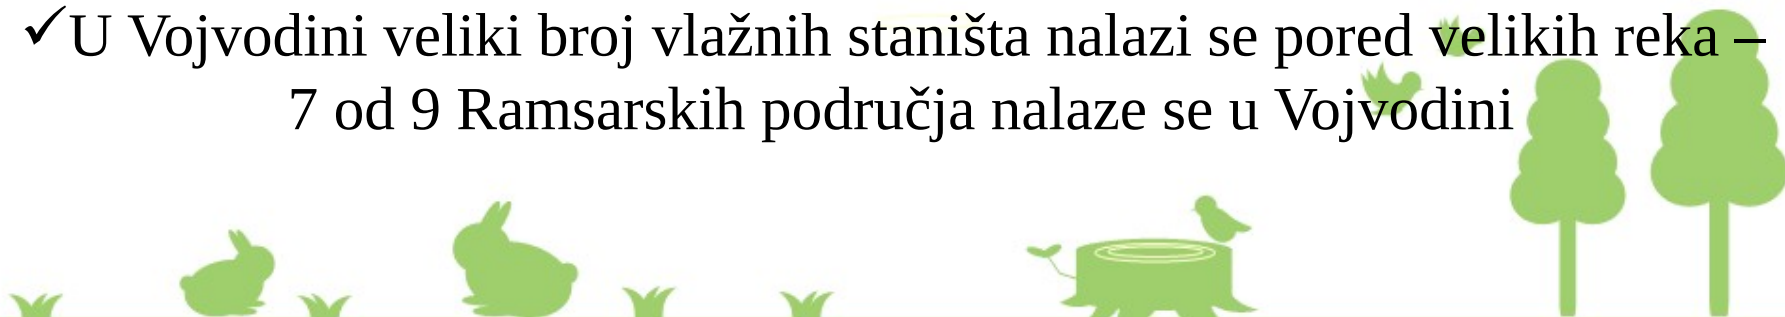 ✓U Vojvodini veliki broj vlažnih staništa nalazi se pored velikih reka –
7 od 9 Ramsarskih područja nalaze se u Vojvodini